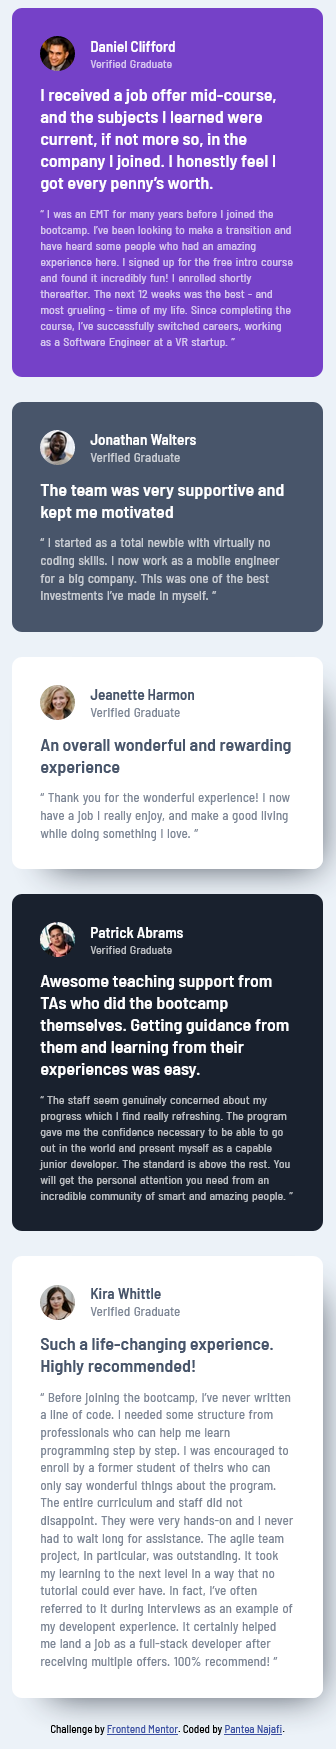 Daniel Clifford
Verified Graduate
I received a job offer mid-course,
and the subjects I learned were
current, if not more so, in the
company I joined. I honestly feel I
got every penny’s worth.
“ I was an EMT for many years before I joined the
bootcamp. I’ve been looking to make a transition and
have heard some people who had an amazing
experience here. I signed up for the free intro course
and found it incredibly fun! I enrolled shortly
thereafter. The next 12 weeks was the best - and
most grueling - time of my life. Since completing the
course, I’ve successfully switched careers, working
as a Software Engineer at a VR startup. ”
Jonathan Walters
Verified Graduate
The team was very supportive and
kept me motivated
“ I started as a total newbie with virtually no
coding skills. I now work as a mobile engineer
for a big company. This was one of the best
investments I’ve made in myself. “
Jeanette Harmon
Verified Graduate
An overall wonderful and rewarding
experience
“ Thank you for the wonderful experience! I now
have a job I really enjoy, and make a good living
while doing something I love. ”
Patrick Abrams
Verified Graduate
Awesome teaching support from
TAs who did the bootcamp
themselves. Getting guidance from
them and learning from their
experiences was easy.
“ The staff seem genuinely concerned about my
progress which I find really refreshing. The program
gave me the confidence necessary to be able to go
out in the world and present myself as a capable
junior developer. The standard is above the rest. You
will get the personal attention you need from an
incredible community of smart and amazing people. ”
Kira Whittle
Verified Graduate
Such a life-changing experience.
Highly recommended!
“ Before joining the bootcamp, I’ve never written
a line of code. I needed some structure from
professionals who can help me learn
programming step by step. I was encouraged to
enroll by a former student of theirs who can
only say wonderful things about the program.
The entire curriculum and staff did not
disappoint. They were very hands-on and I never
had to wait long for assistance. The agile team
project, in particular, was outstanding. It took
my learning to the next level in a way that no
tutorial could ever have. In fact, I’ve often
referred to it during interviews as an example of
my developent experience. It certainly helped
me land a job as a full-stack developer after
receiving multiple offers. 100% recommend! ”
Challenge by Frontend Mentor. Coded by Pantea Najafi.